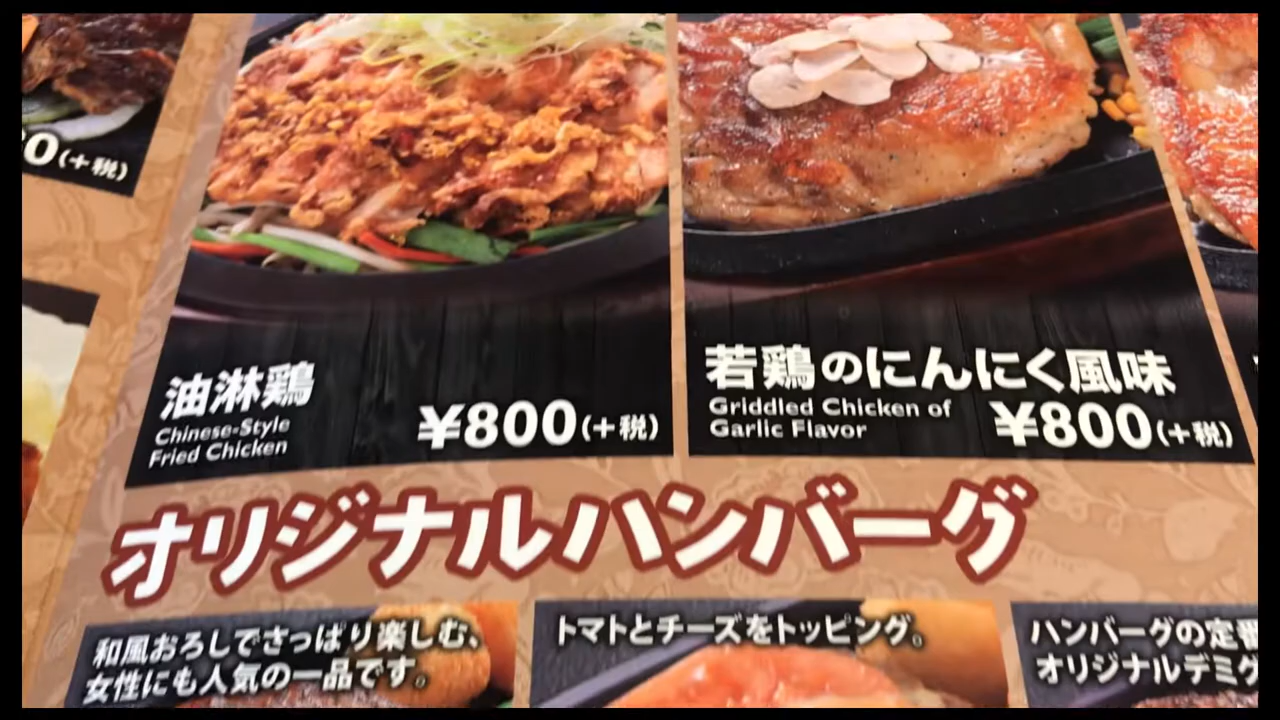 0(+税)
油淋鶏
Chinese-Style
Fried Chicken
¥800(+税)
若鶏のにんにく風味
Griddled Chicken of
Garlic Flavor
¥800(+税)
オリジナルハンバーグ
和風おろしでさっぱり楽しむ、
女性にも人気の一品です。
トマトとチーズをトッピング。
ハンバーグの定番
オリジナルデミグ